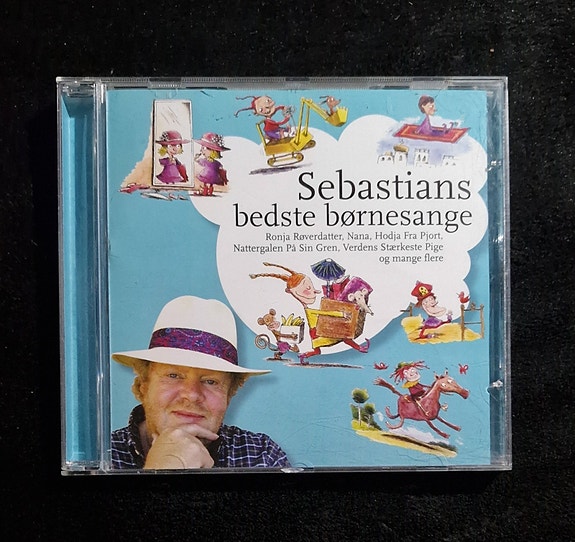 Sebastians
bedste børnesange
Ronja Røverdatter, Nana, Hodja Fra Pjort,
Nattergalen På Sin Gren, Verdens Stærkeste Pige
og mange flere